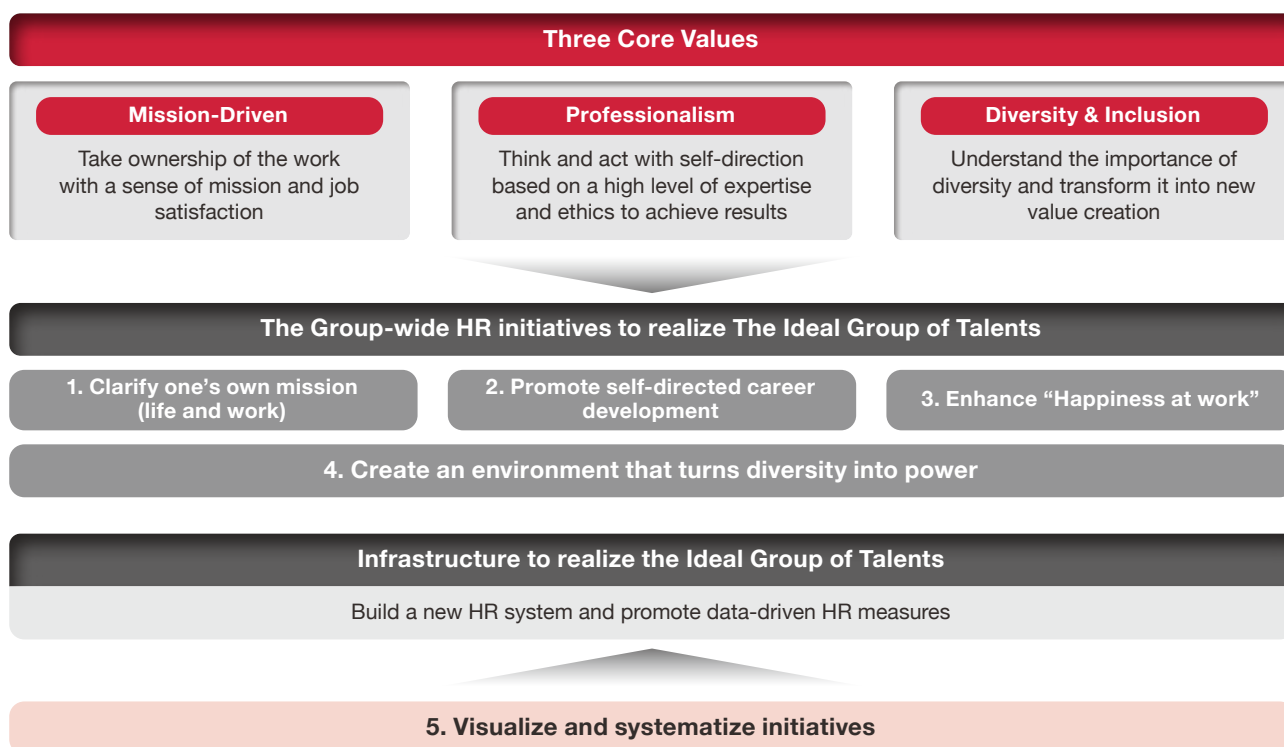 Three Core Values
Mission-Driven
Take ownership of the work
with a sense of mission and job
satisfaction
Professionalism
Think and act with self-direction
based on a high level of expertise
and ethics to achieve results
Diversity & Inclusion
Understand the importance of
diversity and transform it into new
value creation
The Group-wide HR initiatives to realize The Ideal Group of Talents
1. Clarify one’s own mission
(life and work)
2. Promote self-directed career
development
3. Enhance “Happiness at work”
4. Create an environment that turns diversity into power
Infrastructure to realize the Ideal Group of Talents
Build a new HR system and promote data-driven HR measures
5. Visualize and systematize initiatives